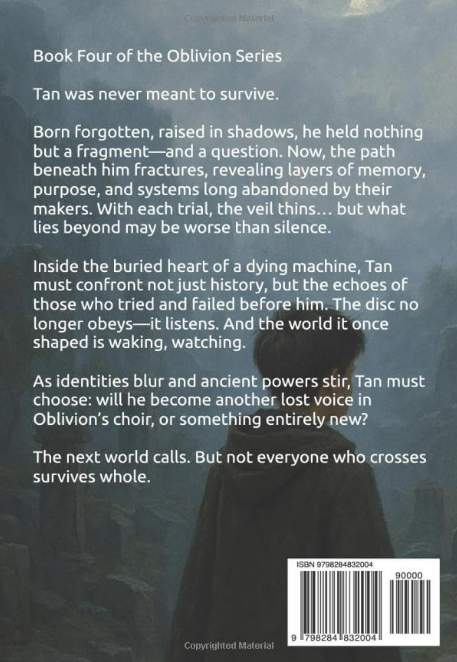 Copyrighted Material
Book Four of the Oblivion Series
Tan was never meant to survive.
Born forgotten, raised in shadows, he held nothing
but a fragment—and a question. Now, the path
beneath him fractures, revealing layers of memory,
purpose, and systems long abandoned by their
makers. With each trial, the veil thins… but what
lies beyond may be worse than silence.
Inside the buried heart of a dying machine, Tan
must confront not just history, but the echoes of
those who tried and failed before him. The disc no
longer obeys—it listens. And the world it once
shaped is waking, watching.
As identities blur and ancient powers stir, Tan must
choose: will he become another lost voice in
Oblivion’s choir, or something entirely new?
The next world calls. But not everyone who crosses
survives whole.
ISBN 9798284832004
90000
9 798284 832004
Copyrighted Material